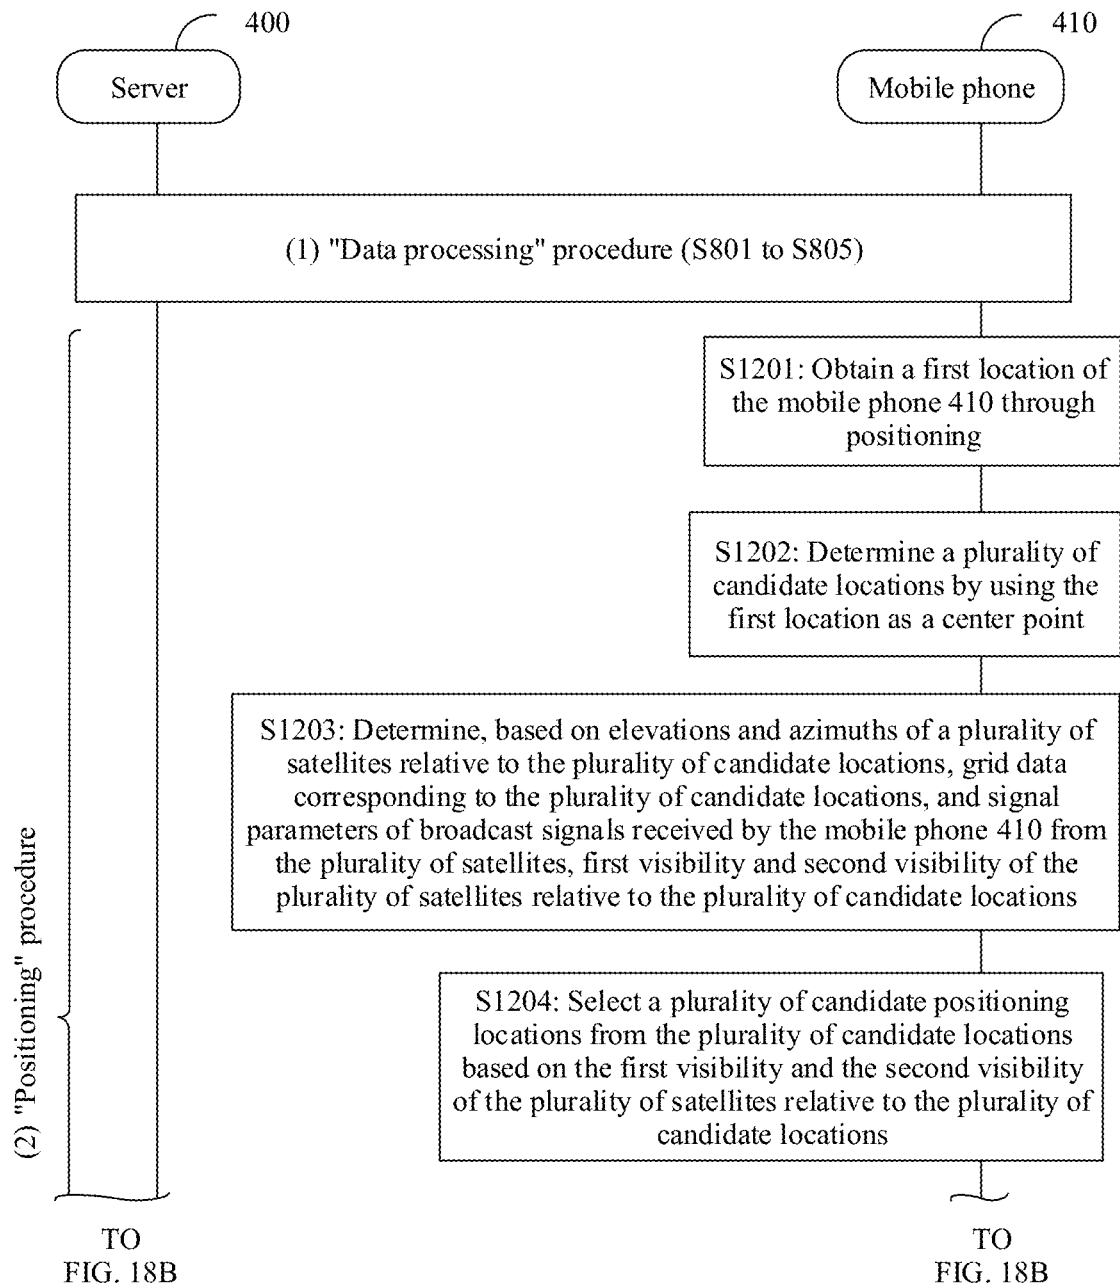 400
410
Server
Mobile phone
(1) "Data processing" procedure (S801 to S805)
S1201: Obtain a first location of
the mobile phone 410 through
positioning
S1202: Determine a plurality of
candidate locations by using the
first location as a center point
S1203: Determine, based on elevations and azimuths of a plurality of
satellites relative to the plurality of candidate locations, grid data
corresponding to the plurality of candidate locations, and signal
parameters of broadcast signals received by the mobile phone 410 from
the plurality of satellites, first visibility and second visibility of the
plurality of satellites relative to the plurality of candidate locations
(2) "Positioning" procedure
S1204: Select a plurality of candidate positioning
locations from the plurality of candidate locations
based on the first visibility and the second visibility
of the plurality of satellites relative to the plurality of
candidate locations
TO
FIG. 18B
TO
FIG. 18B